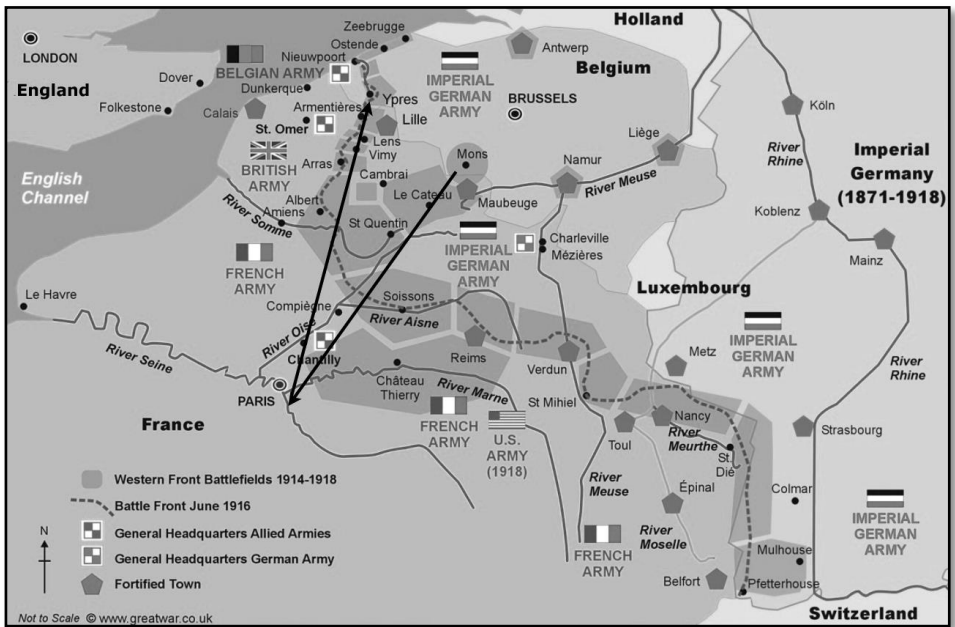 Holland
Zeebrugge
Ostende
Nieuwpoort
LONDON
Antwerp
BELGIAN ARMY
IMPERIAL
GERMAN
ARMY
Belgium
England
Dover
Dunkerque
Ypres
BRUSSELS
Köln
Folkestone
Calais
Armentières
Lille
St. Omer
Liège
River
Rhine
Imperial
Germany
(1871-1918)
Lens
Vimy
Mons
Namur
BRITISH
ARMY
Arras
English
Channel
Cambrai
River Meuse
Le Cateau
Maubeuge
Koblenz
Albert
Amiens
River Somme
St Quentin
IMPERIAL
GERMAN
ARMY
Charleville
Mézières
Mainz
FRENCH
ARMY
Luxembourg
Le Havre
Compiègne
Soissons
River Aisne
IMPERIAL
GERMAN
ARMY
River Oise
Chantilly
Reims
Verdun
Metz
River
Rhine
River Seine
PARIS
Château
Thierry
River Marne
St Mihiel
France
FRENCH
ARMY
U.S.
ARMY
(1918)
Toul
Nancy
River
Meurthe
Strasbourg
St.
Dié
River
Meuse
Épinal
Colmar
IMPERIAL
GERMAN
ARMY
River
Moselle
FRENCH
ARMY
Mulhouse
Belfort
Pfetterhouse
Switzerland
Western Front Battlefields 1914-1918
Battle Front June 1916
General Headquarters Allied Armies
General Headquarters German Army
Fortified Town
N
Not to Scale © www.greatwar.co.uk